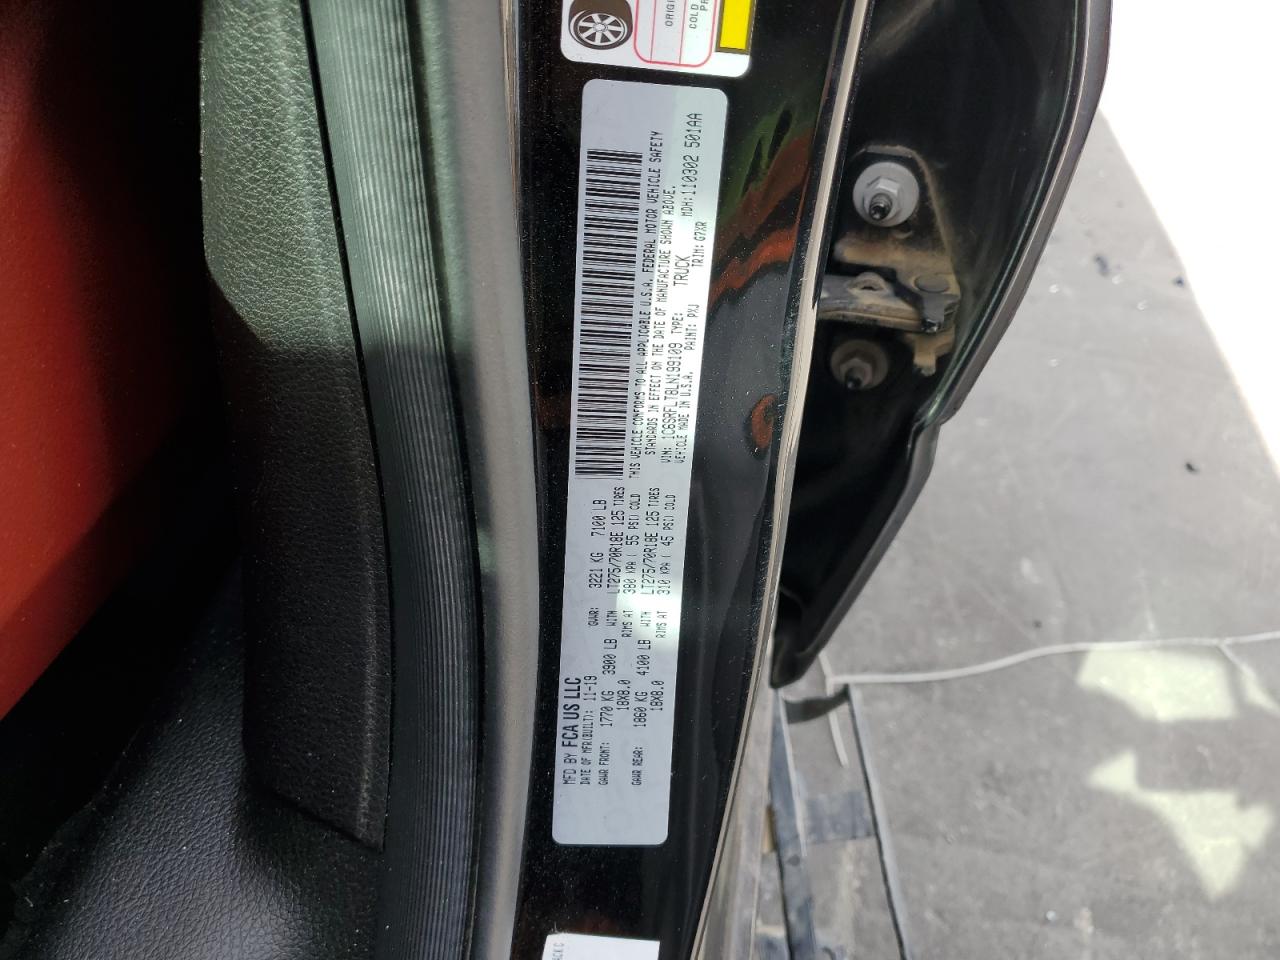 MFD BY FCA US LLC
DATE OF MFR(BUILT): 11-19 GVWR: 3221 KG 7100 LB
GAWR FRONT: 1770 KG 3900 LB WITH LT275/70R18E 125 TIRES
18X8.0 RIMS AT 380 KPA( 55 PSI) COLD
GAWR REAR: 1860 KG 4100 LB WITH LT275/70R18E 125 TIRES
18X8.0 RIMS AT 310 KPA ( 45 PSI) COLD
THIS VEHICLE CONFORMS TO ALL APPLICABLE U.S.A. FEDERAL MOTOR VEHICLE SAFETY
STANDARDS IN EFFECT ON THE DATE OF MANUFACTURE SHOWN ABOVE.
VIN: 1C6SRFLT8LN199109 TYPE: TRUCK MDH:110302 501AA
VEHICLE MADE IN U.S.A. PAINT: PXJ TRIM: G7XR
ORIGI
COLD
ACK C